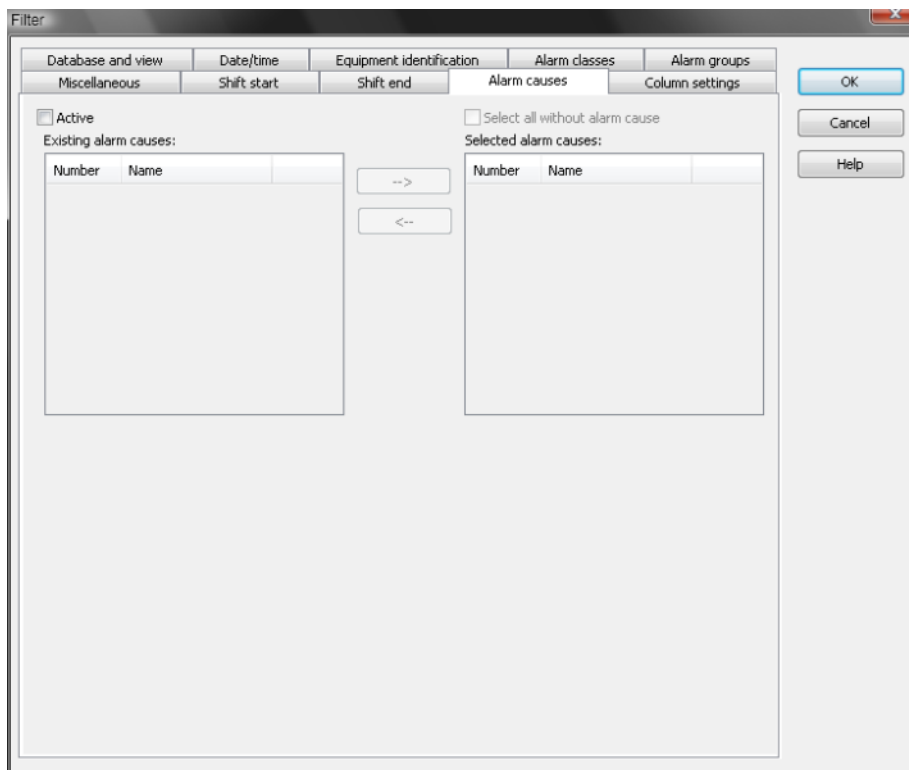 Filter
Database and view Date/time Equipment identification Alarm classes Alarm groups
Miscellaneous Shift start Shift end Alarm causes Column settings
OK
Cancel
Help
Active
Select all without alarm cause
Existing alarm causes:
Selected alarm causes:
Number Name
-->
<--
Number Name